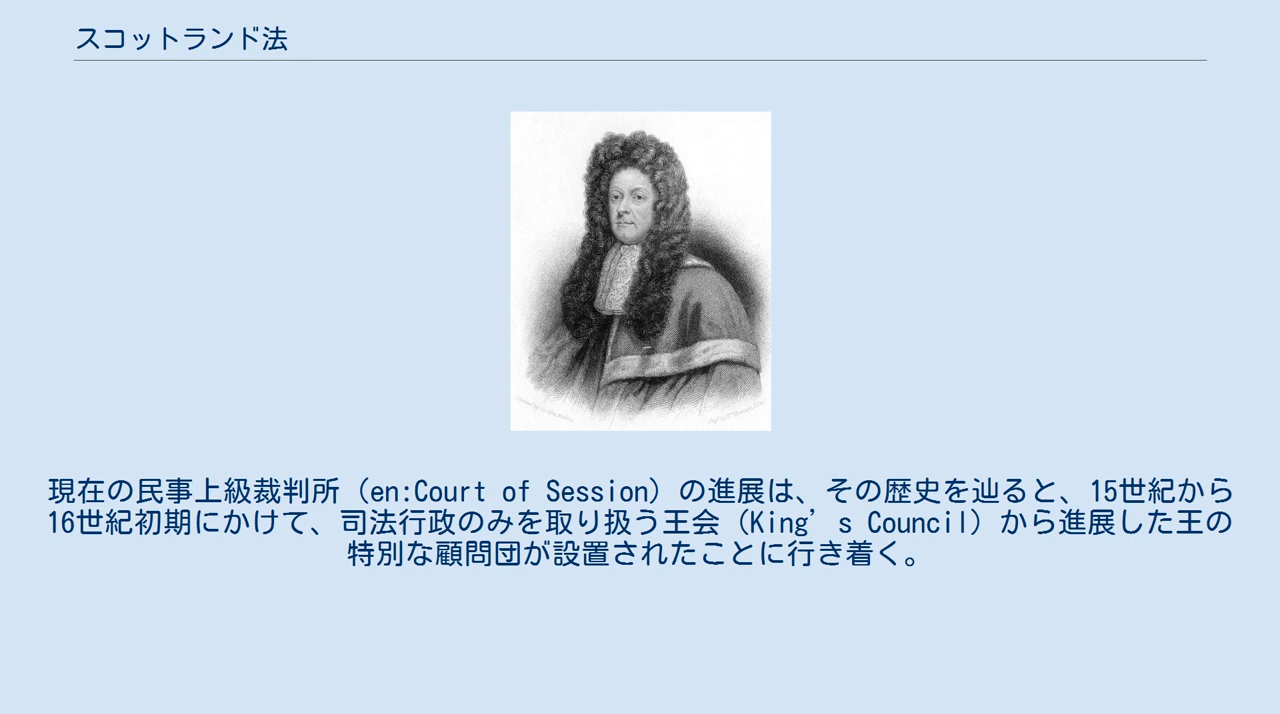 スコットランド法
現在の民事上級裁判所（en:Court of Session）の進展は、その歴史を辿ると、15世紀から
16世紀初期にかけて、司法行政のみを取り扱う王会（King’s Council）から進展した王の
特別な顧問団が設置されたことに行き着く。